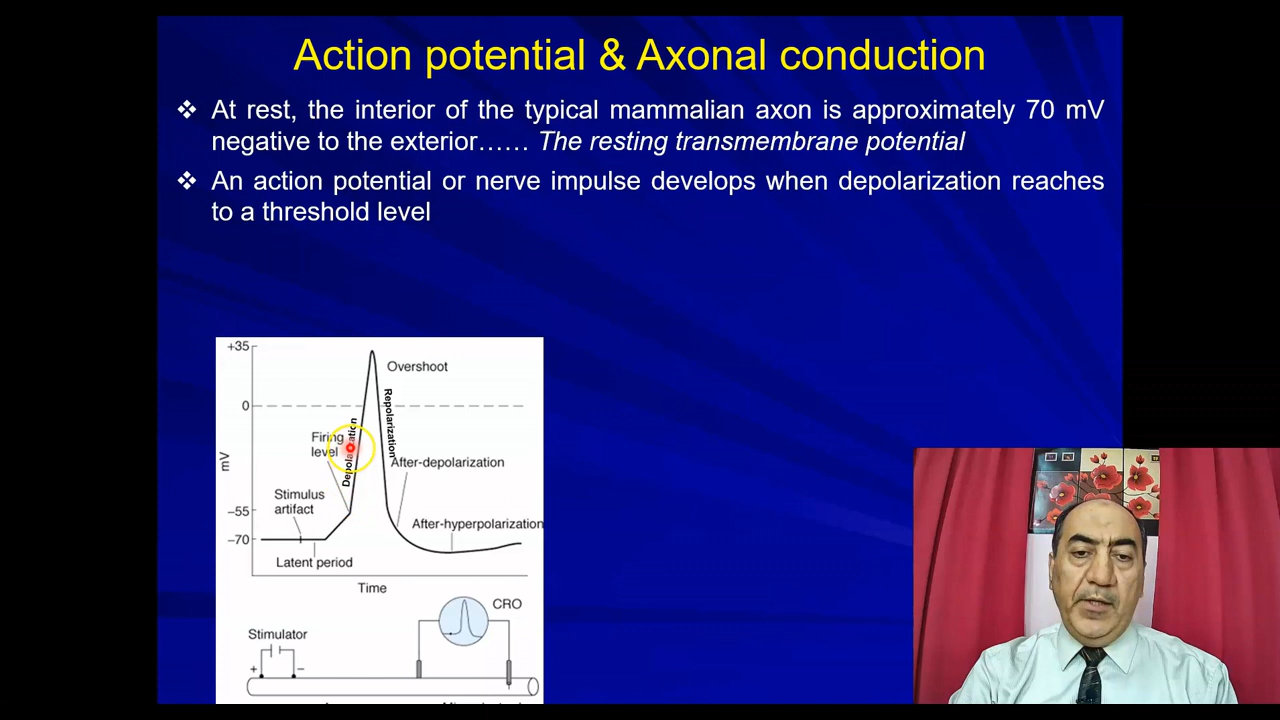 Action potential & Axonal conduction
❖ At rest, the interior of the typical mammalian axon is approximately 70 mV
negative to the exterior…… The resting transmembrane potential
❖ An action potential or nerve impulse develops when depolarization reaches
to a threshold level
+35
Overshoot
0
Repolarization
Depolarization
Firing
level
mV
After-depolarization
Stimulus
artifact
–55
After-hyperpolarization
–70
Latent period
Time
CRO
Stimulator
+
–